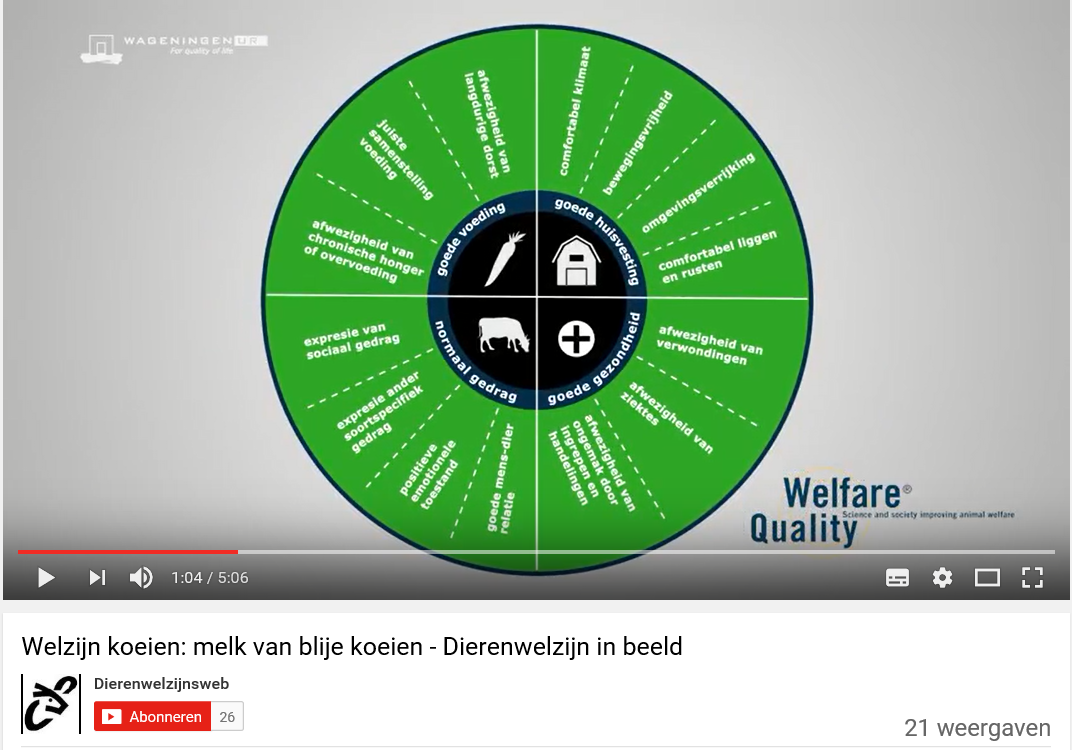 WAGENINGEN UR
For quality of life
afwezigheid van
langdurige dorst
juiste
samenstelling
voeding
afwezigheid van
chronische honger
of overvoeding
goede voeding
comfortabel klimaat
bewegingsvrijheid
omgevingsverrijking
comfortabel liggen
en rusten
goede huisvesting
expresie van
sociaal gedrag
expresie ander
soortspecifiek
gedrag
positieve
emotionele
toestand
goede mens-dier
relatie
normaal gedrag
afwezigheid van
verwondingen
afwezigheid van
ziektes
afwezigheid van
ongemak door
ingrepen en
handelingen
goede gezondheid
Welfare®
Quality
Science and society improving animal welfare
1:04 / 5:06
Welzijn koeien: melk van blije koeien - Dierenwelzijn in beeld
Dierenwelzijnsweb
Abonneren 26
21 weergaven